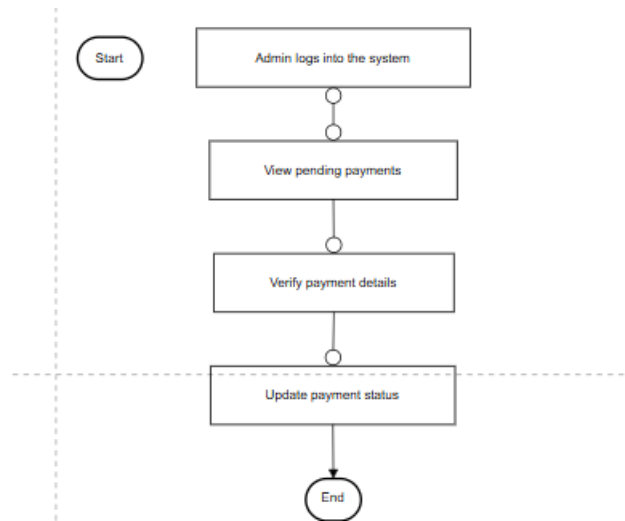 Start
Admin logs into the system
View pending payments
Verify payment details
Update payment status
End